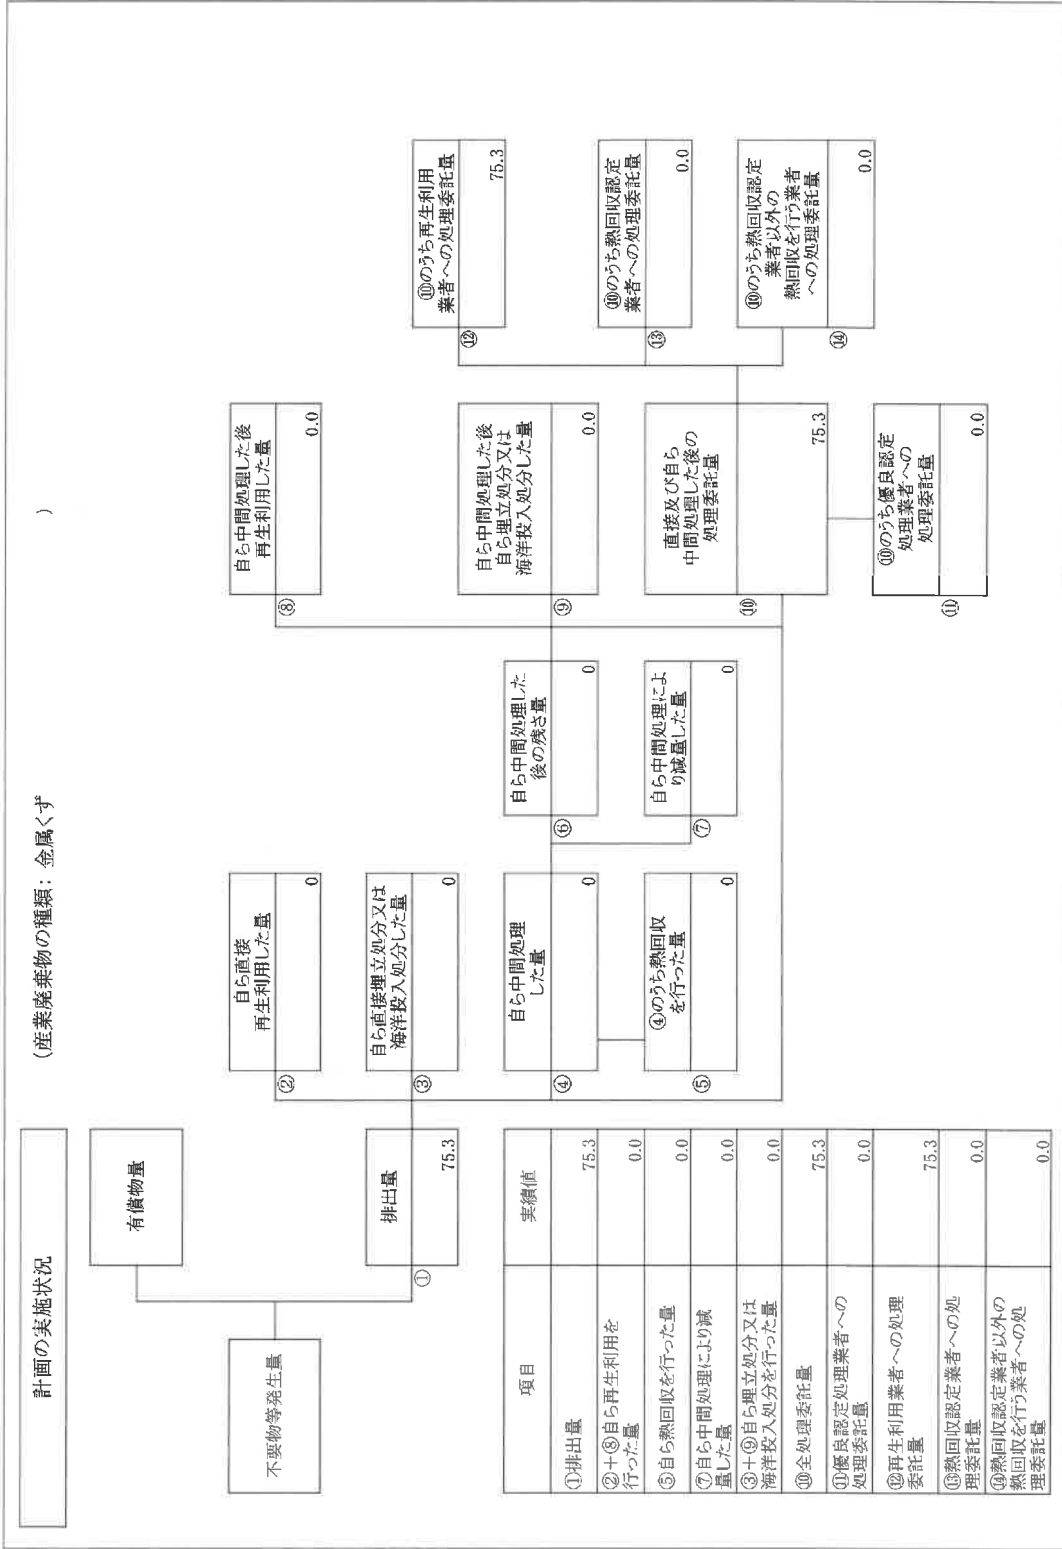 計画の実施状況
(産業廃棄物の種類: 金属くず )
不要物等発生量
有償物量
①
排出量
75.3
②
自ら直接
再生利用した量
0
③
自ら直接埋立処分又は
海洋投入処分した量
0
④
自ら中間処理
した量
0
⑤
④のうち熱回収
を行った量
0
⑥
自ら中間処理した
後の残さ量
0
⑦
自ら中間処理によ
り減量した量
0
⑧
自ら中間処理した後
再生利用した量
0.0
⑨
自ら中間処理した後
自ら埋立処分又は
海洋投入処分した量
0.0
⑩
直接及び自ら
中間処理した後の
処理委託量
75.3
⑪
⑩のうち優良認定
処理業者への
処理委託量
0.0
⑫
⑩のうち再生利用
業者への処理委託量
75.3
⑬
⑩のうち熱回収認定
業者への処理委託量
0.0
⑭
⑩のうち熱回収認定
業者以外の
熱回収を行う業者
への処理委託量
0.0
項目
実績値
①排出量
75.3
②+⑧自ら再生利用を
行った量
0.0
⑤自ら熱回収を行った量
0.0
⑦自ら中間処理により減
量した量
0.0
③+⑨自ら埋立処分又は
海洋投入処分を行った量
0.0
⑩全処理委託量
75.3
⑪優良認定処理業者への
処理委託量
0.0
⑫再生利用業者への処理
委託量
75.3
⑬熱回収認定業者への処
理委託量
0.0
⑭熱回収認定業者以外の
熱回収を行う業者への処
理委託量
0.0